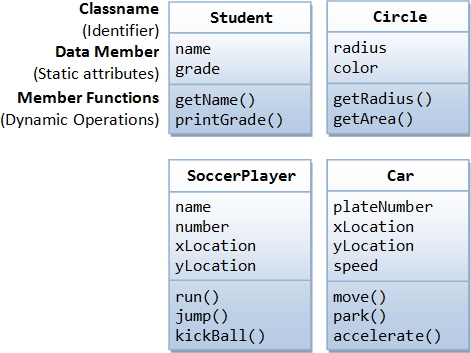 Classname
(Identifier)
Data Member
(Static attributes)
Member Functions
(Dynamic Operations)
Student
name
grade
getName()
printGrade()
Circle
radius
color
getRadius()
getArea()
SoccerPlayer
name
number
xLocation
yLocation
run()
jump()
kickBall()
Car
plateNumber
xLocation
yLocation
speed
move()
park()
accelerate()